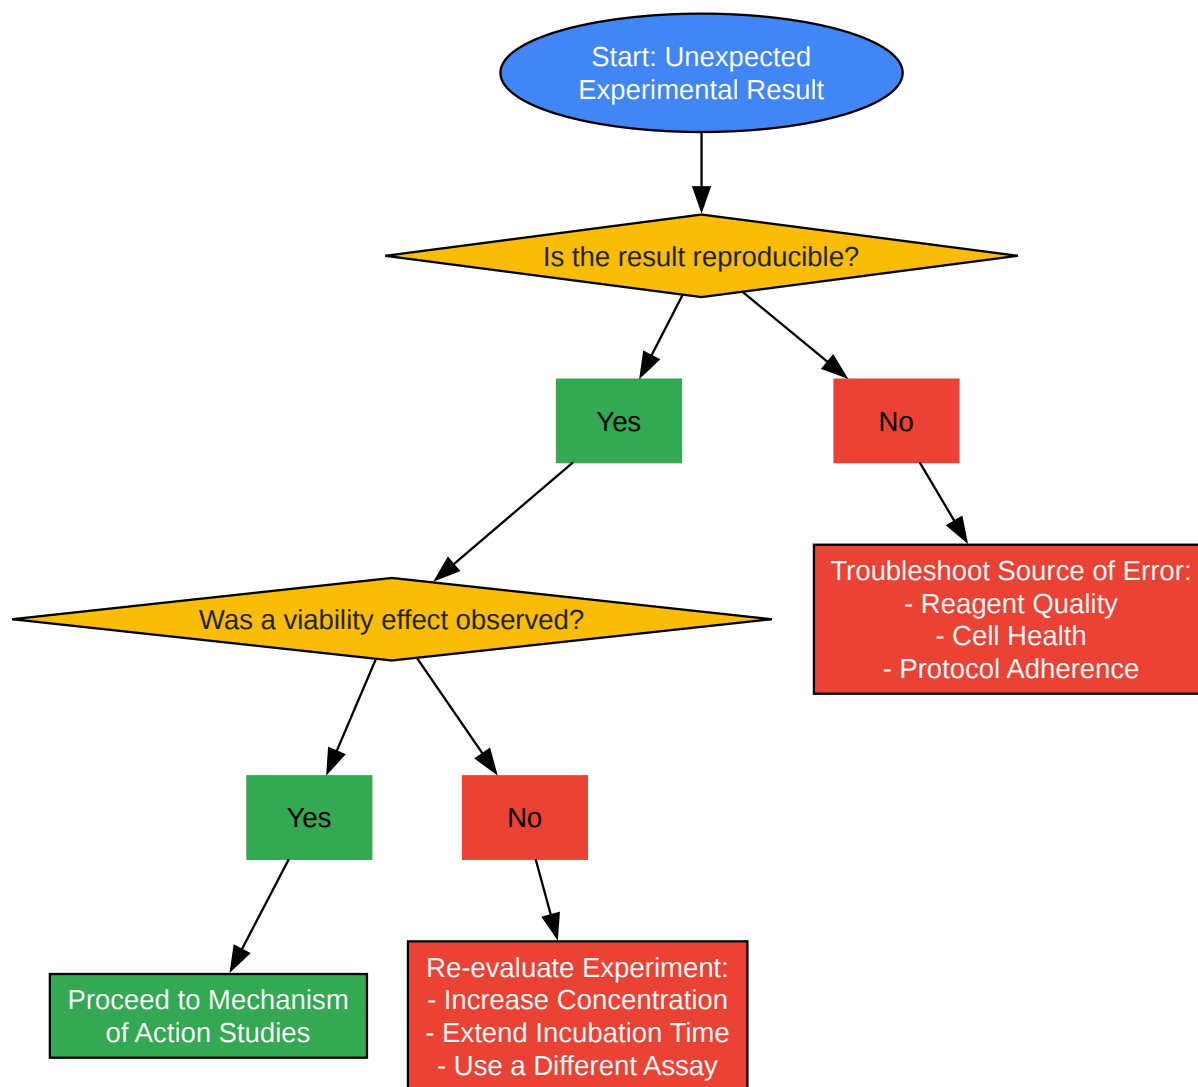 Start: Unexpected
Experimental Result
Is the result reproducible?
Yes
No
Troubleshoot Source of Error:
- Reagent Quality
- Cell Health
- Protocol Adherence
Was a viability effect observed?
Yes
No
Proceed to Mechanism
of Action Studies
Re-evaluate Experiment:
- Increase Concentration
- Extend Incubation Time
- Use a Different Assay